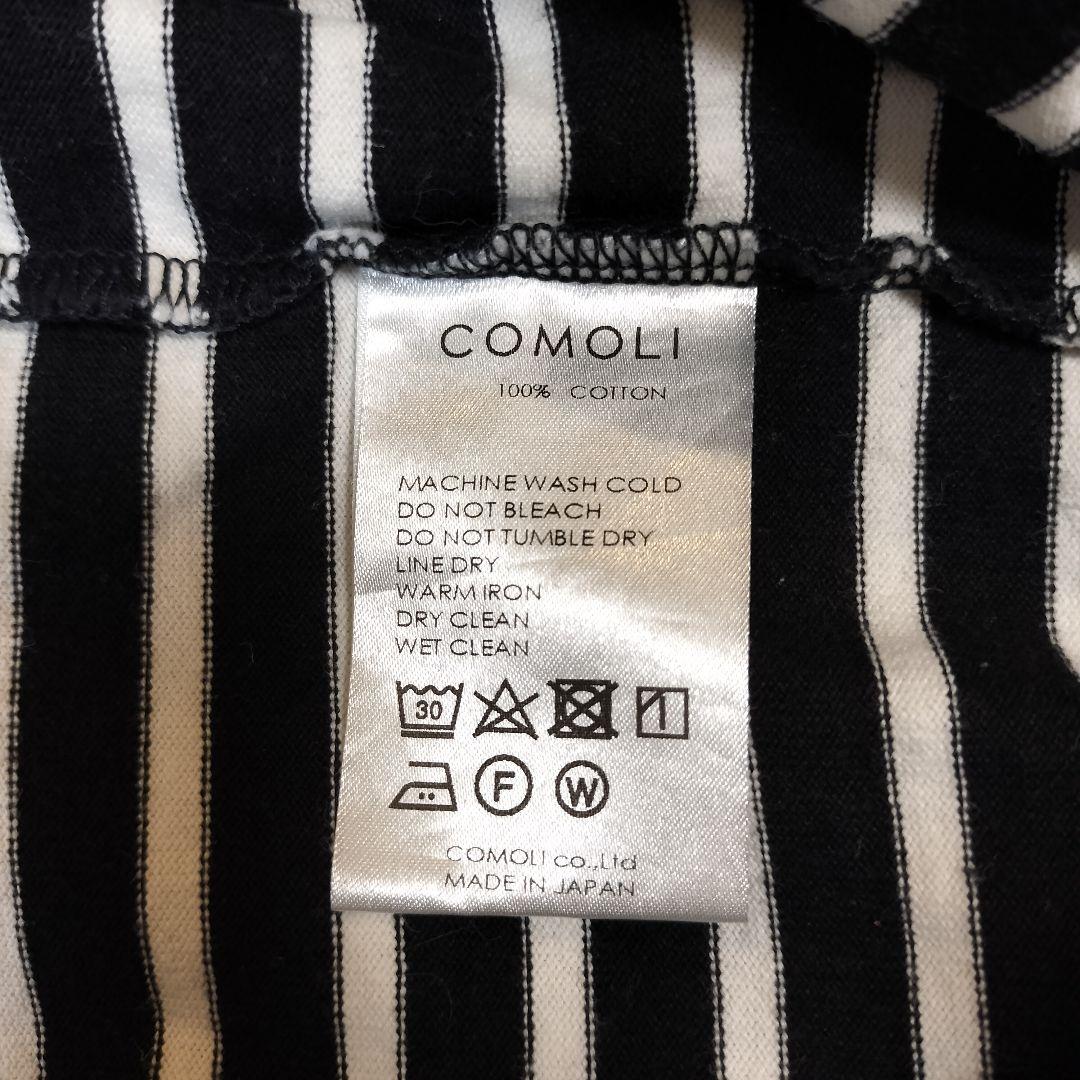 COMOLI
100% COTTON
MACHINE WASH COLD
DO NOT BLEACH
DO NOT TUMBLE DRY
LINE DRY
WARM IRON
DRY CLEAN
WET CLEAN
30
F W
COMOLI co.,Ltd
MADE IN JAPAN